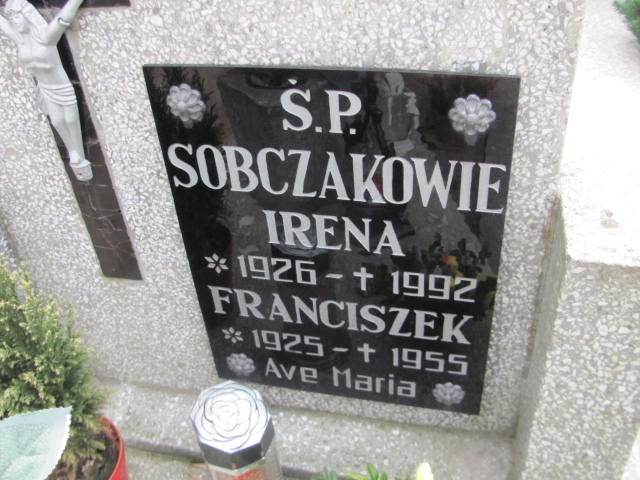 Ś.P.
SOBCZAKOWIE
IRENA
* 1926 - † 1992
FRANCISZEK
* 1925 - † 1955
Ave Maria